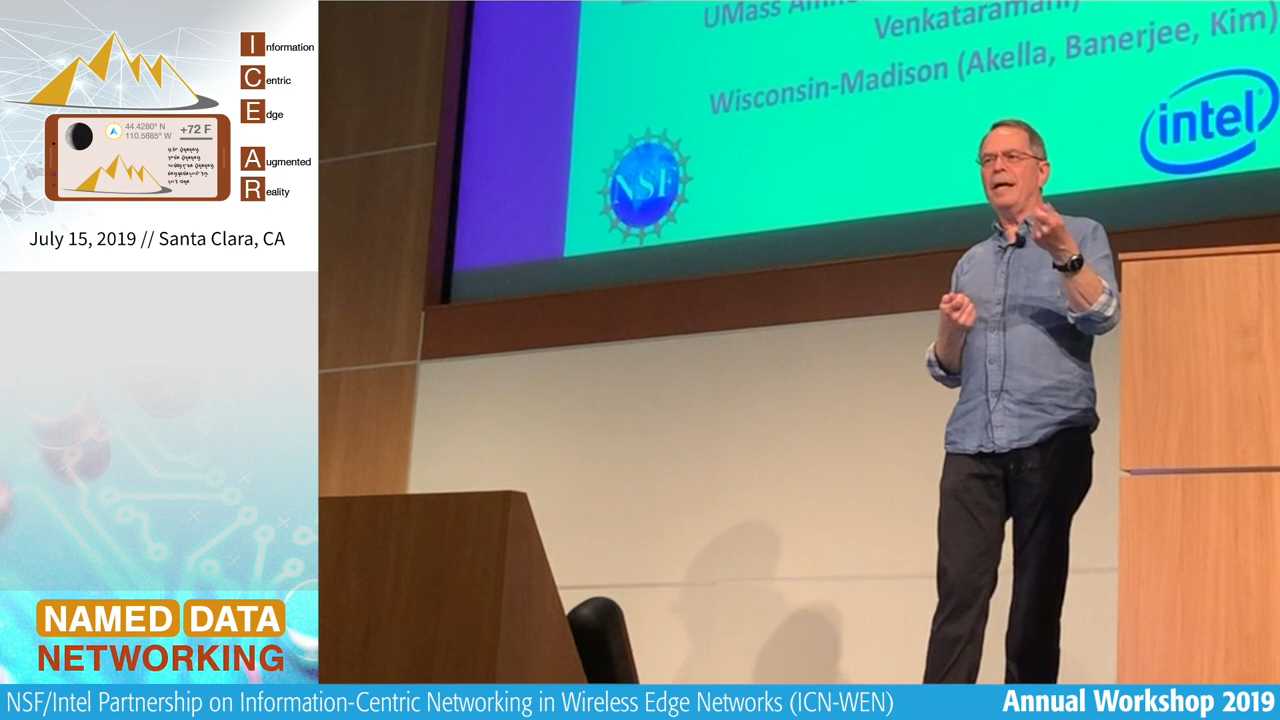 Information
Centric
Edge
Augmented
Reality
44.4280° N
110.5885° W
+72 F
July 15, 2019 // Santa Clara, CA
NAMED DATA
NETWORKING
UMass
Venkataramani)
Wisconsin-Madison (Akella, Banerjee, Kim)
NSF
intel
NSF/Intel Partnership on Information-Centric Networking in Wireless Edge Networks (ICN-WEN)
Annual Workshop 2019